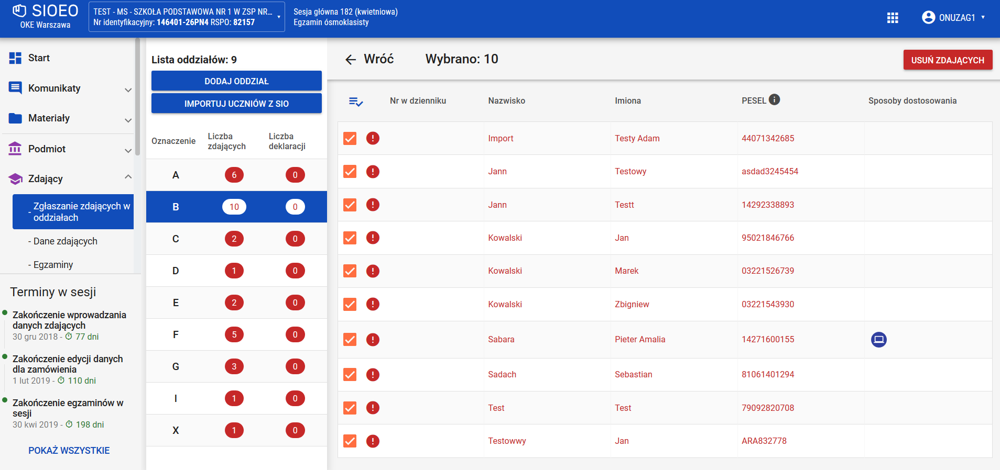 SIOEO
OKE Warszawa
TEST - MS - SZKOŁA PODSTAWOWA NR 1 W ZSP NR...
Nr identyfikacyjny: 146401-26PN4 RSPO: 82157
Sesja główna 182 (kwietniowa)
Egzamin ósmoklasisty
ONUZAG1
Start
Komunikaty
Materiały
Podmiot
Zdający
- Zgłaszanie zdających w
oddziałach
- Dane zdających
- Egzaminy
Terminy w sesji
Zakończenie wprowadzania
danych zdających
30 gru 2018 - 77 dni
Zakończenie edycji danych
dla zamówienia
1 lut 2019 - 110 dni
Zakończenie egzaminów w
sesji
30 kwi 2019 - 198 dni
POKAŻ WSZYSTKIE
Lista oddziałów: 9
DODAJ ODDZIAŁ
IMPORTUJ UCZNIÓW Z SIO
Oznaczenie Liczba zdających Liczba deklaracji
A 6 0
B 10 0
C 2 0
D 1 0
E 2 0
F 5 0
G 3 0
I 1 0
X 1 0
Wróć Wybrano: 10
USUŃ ZDAJĄCYCH
Nr w dzienniku Nazwisko Imiona PESEL Sposoby dostosowania
Import Testy Adam 44071342685
Jann Testowy asdad3245454
Jann Testt 14292338893
Kowalski Jan 95021846766
Kowalski Marek 03221526739
Kowalski Zbigniew 03221543930
Sabara Pieter Amalia 14271600155
Sadach Sebastian 81061401294
Test Test 79092820708
Testowwy Jan ARA832778